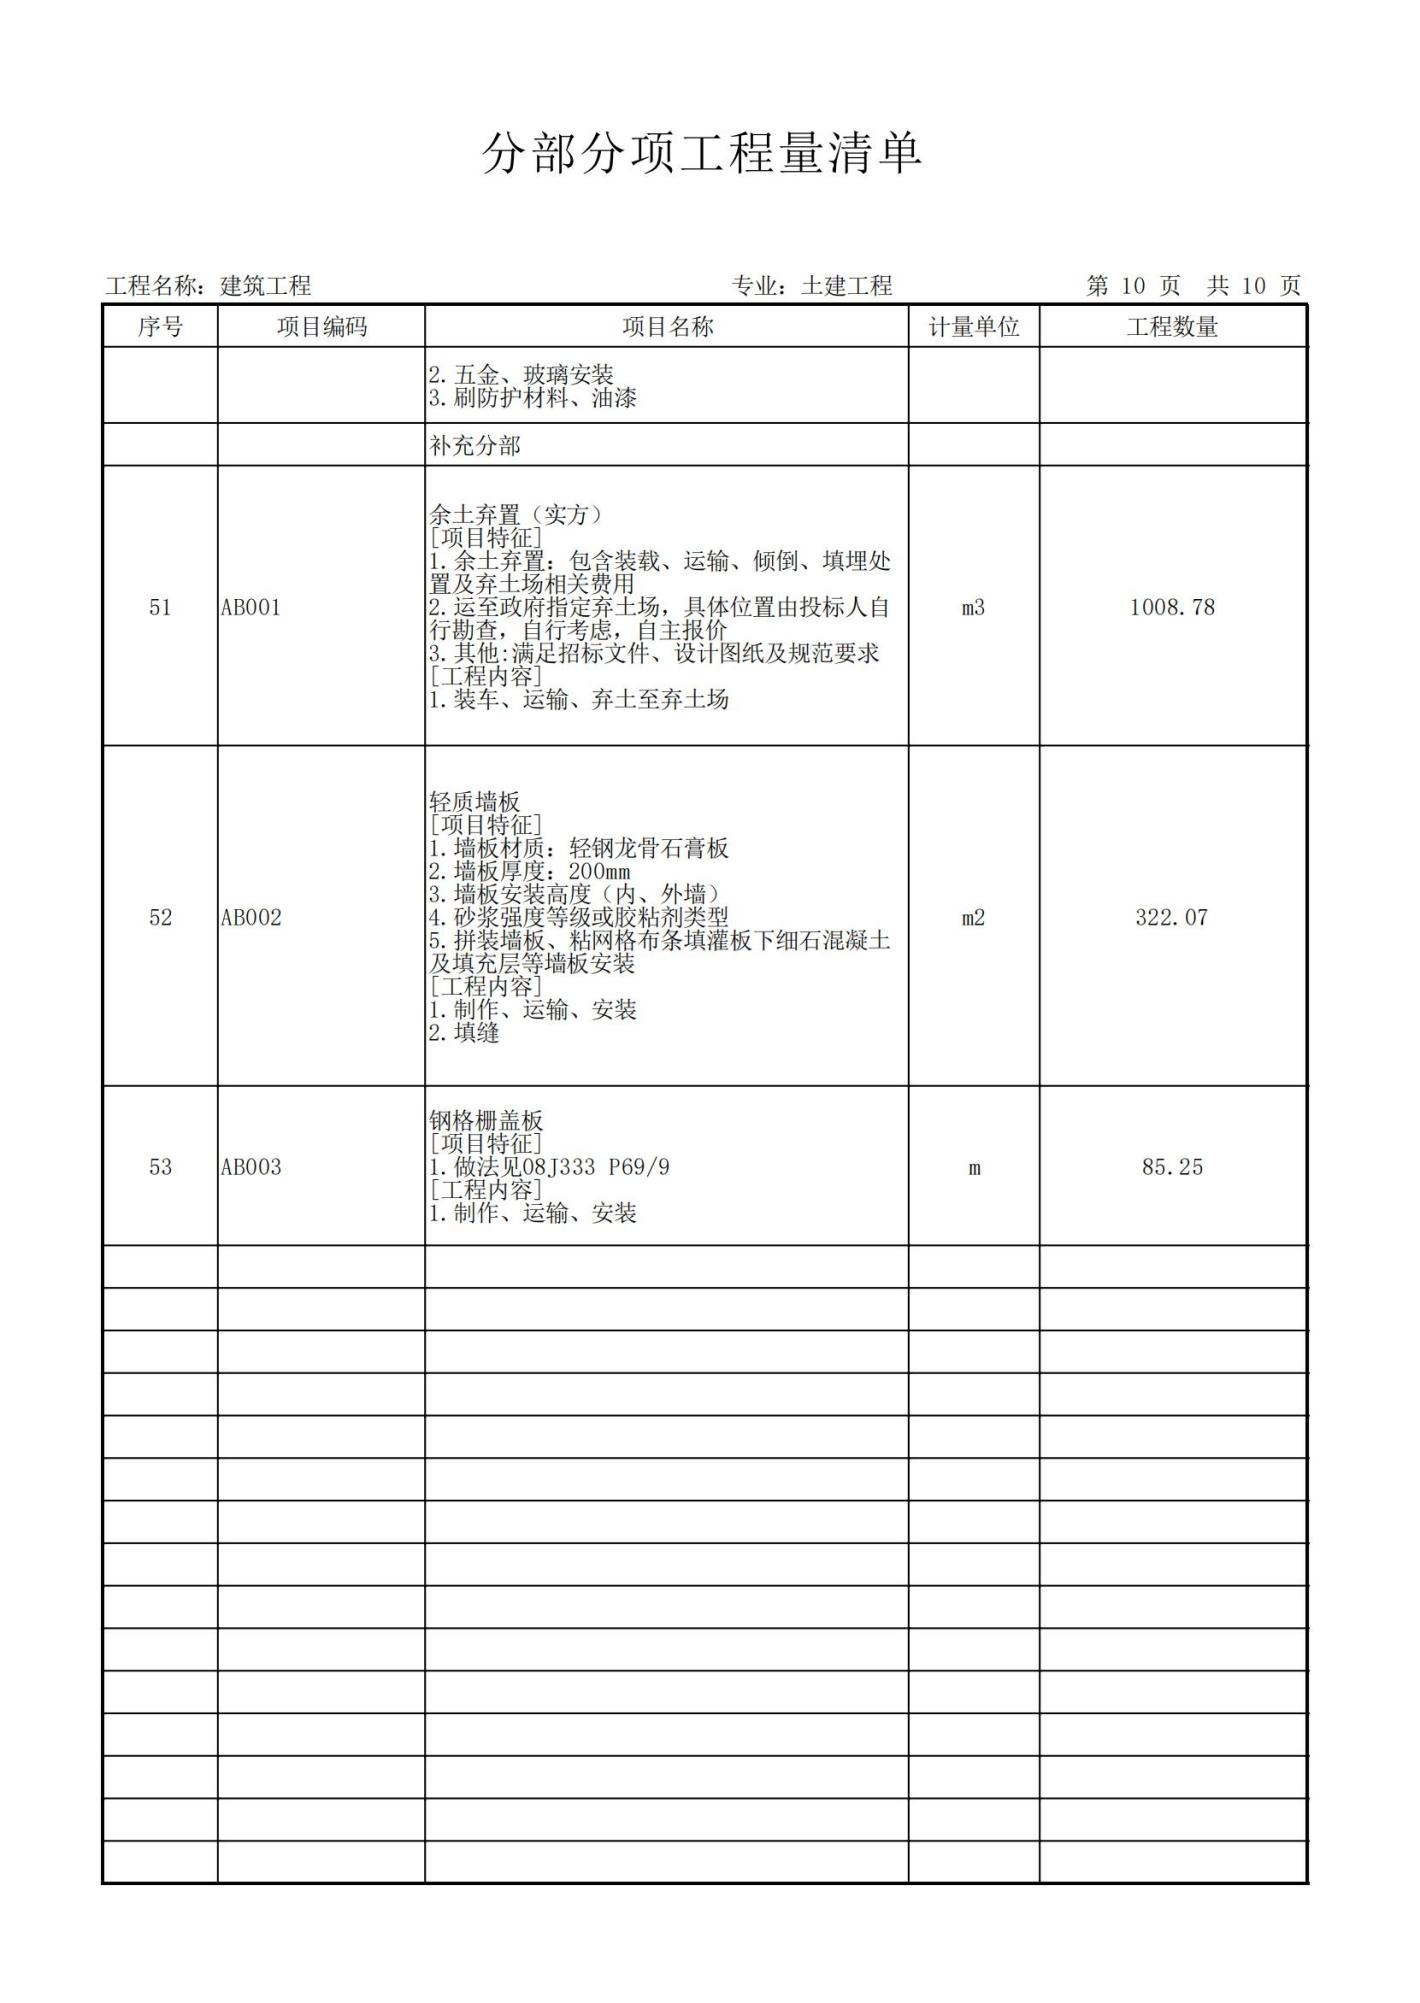 分部分项工程量清单
工程名称：建筑工程 专业：土建工程 第 10 页 共 10 页
序号 项目编码 项目名称 计量单位 工程数量
2.五金、玻璃安装
3.刷防护材料、油漆
补充分部
余土弃置（实方）
[项目特征]
1.余土弃置：包含装载、运输、倾倒、填埋处
置及弃土场相关费用
51 AB001 2.运至政府指定弃土场，具体位置由投标人自 m3 1008.78
行勘查，自行考虑，自主报价
3.其他:满足招标文件、设计图纸及规范要求
[工程内容]
1.装车、运输、弃土至弃土场
轻质墙板
[项目特征]
1.墙板材质：轻钢龙骨石膏板
2.墙板厚度：200mm
3.墙板安装高度（内、外墙）
52 AB002 4.砂浆强度等级或胶粘剂类型 m2 322.07
5.拼装墙板、粘网格布条填灌板下细石混凝土
及填充层等墙板安装
[工程内容]
1.制作、运输、安装
2.填缝
钢格栅盖板
[项目特征]
53 AB003 1.做法见08J333 P69/9 m 85.25
[工程内容]
1.制作、运输、安装